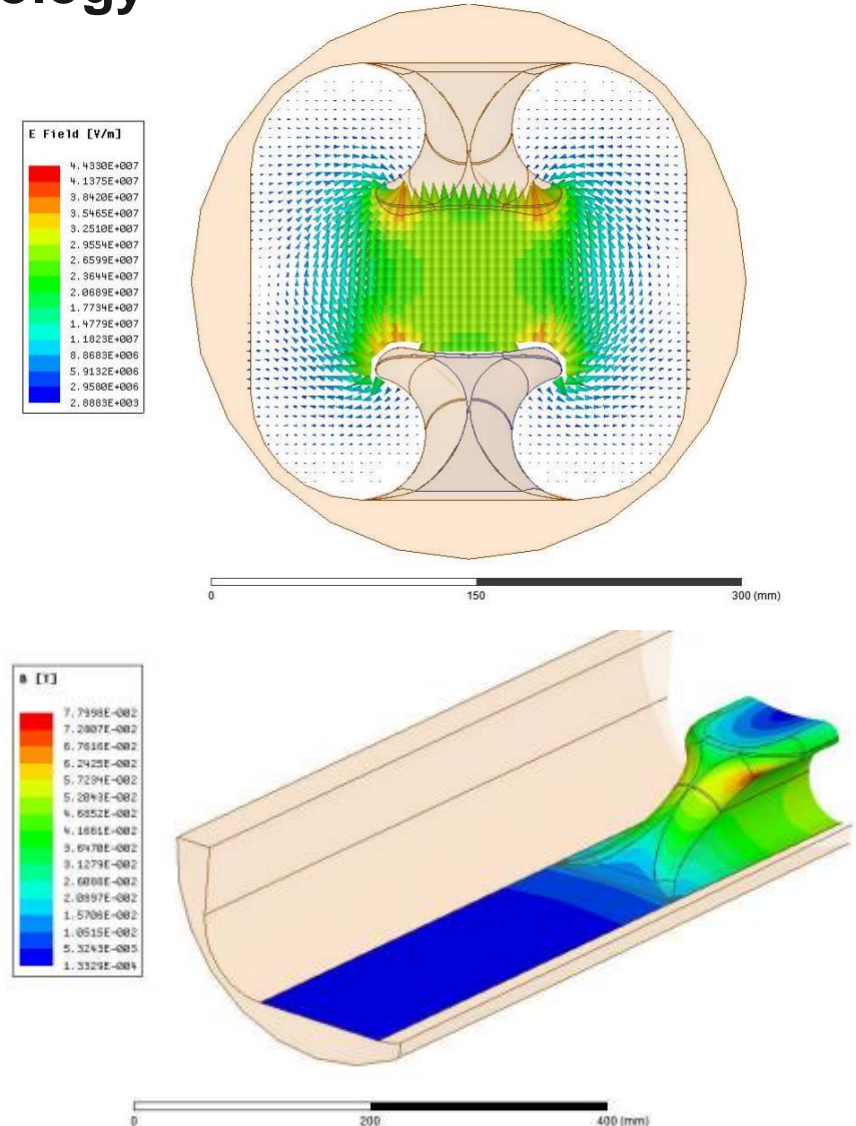 ology
E Field [V/m]
4.4330E+007
4.1375E+007
3.8420E+007
3.5465E+007
3.2510E+007
2.9554E+007
2.6599E+007
2.3644E+007
2.0689E+007
1.7734E+007
1.4779E+007
1.1823E+007
8.8683E+006
5.9132E+006
2.9580E+006
2.8883E+003
0 150 300 (mm)
B [T]
7.7998E-002
7.2807E-002
6.7616E-002
6.2425E-002
5.7234E-002
5.2043E-002
4.6852E-002
4.1661E-002
3.6470E-002
3.1279E-002
2.6088E-002
2.0897E-002
1.5706E-002
1.0515E-002
5.3243E-003
1.3329E-004
0 200 400 (mm)